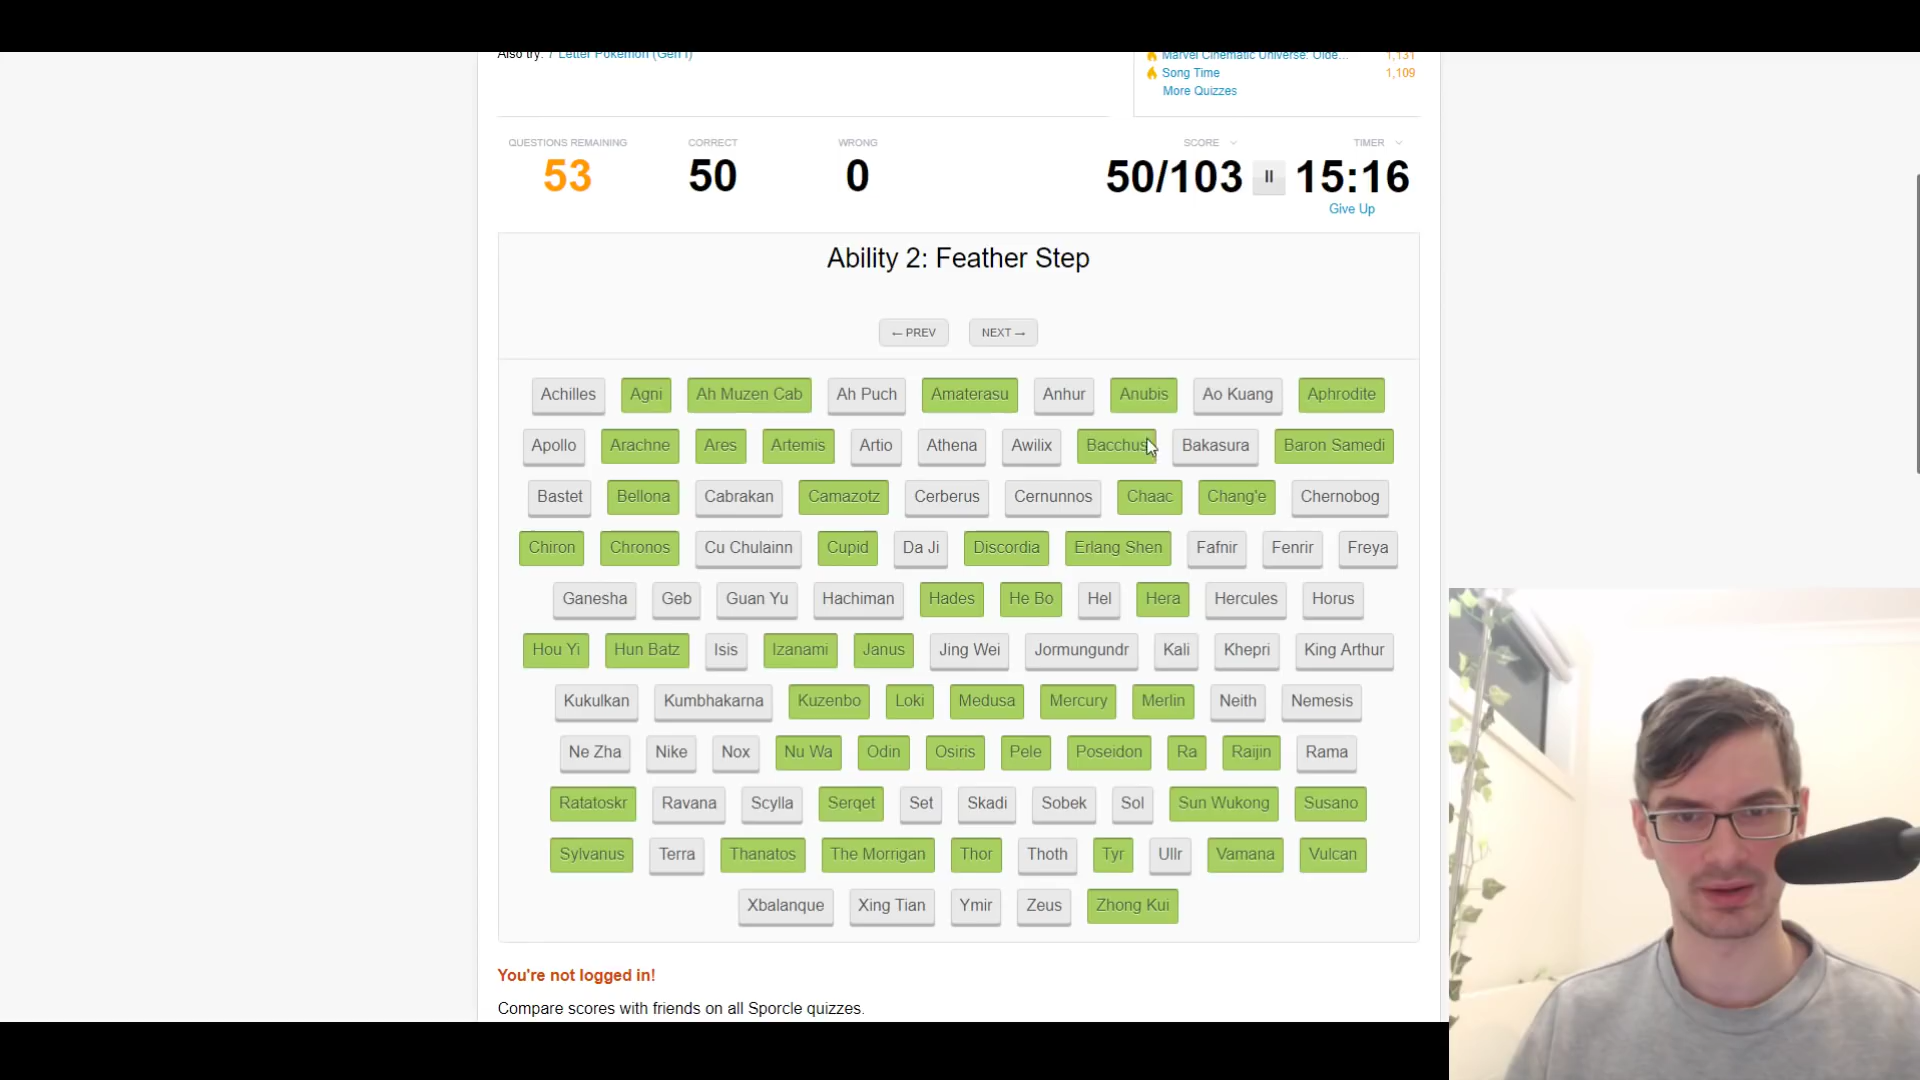 Also try: 7 Letter Pokemon (Gen I)
Marvel Cinematic Universe: Olde... 1,131
Song Time 1,109
More Quizzes
QUESTIONS REMAINING CORRECT WRONG SCORE TIMER
53 50 0 50/103 15:16
Give Up
Ability 2: Feather Step
← PREV NEXT →
Achilles Agni Ah Muzen Cab Ah Puch Amaterasu Anhur Anubis Ao Kuang Aphrodite
Apollo Arachne Ares Artemis Artio Athena Awilix Bacchus Bakasura Baron Samedi
Bastet Bellona Cabrakan Camazotz Cerberus Cernunnos Chaac Chang'e Chernobog
Chiron Chronos Cu Chulainn Cupid Da Ji Discordia Erlang Shen Fafnir Fenrir Freya
Ganesha Geb Guan Yu Hachiman Hades He Bo Hel Hera Hercules Horus
Hou Yi Hun Batz Isis Izanami Janus Jing Wei Jormungundr Kali Khepri King Arthur
Kukulkan Kumbhakarna Kuzenbo Loki Medusa Mercury Merlin Neith Nemesis
Ne Zha Nike Nox Nu Wa Odin Osiris Pele Poseidon Ra Raijin Rama
Ratatoskr Ravana Scylla Serqet Set Skadi Sobek Sol Sun Wukong Susano
Sylvanus Terra Thanatos The Morrigan Thor Thoth Tyr Ullr Vamana Vulcan
Xbalanque Xing Tian Ymir Zeus Zhong Kui
You're not logged in!
Compare scores with friends on all Sporcle quizzes.